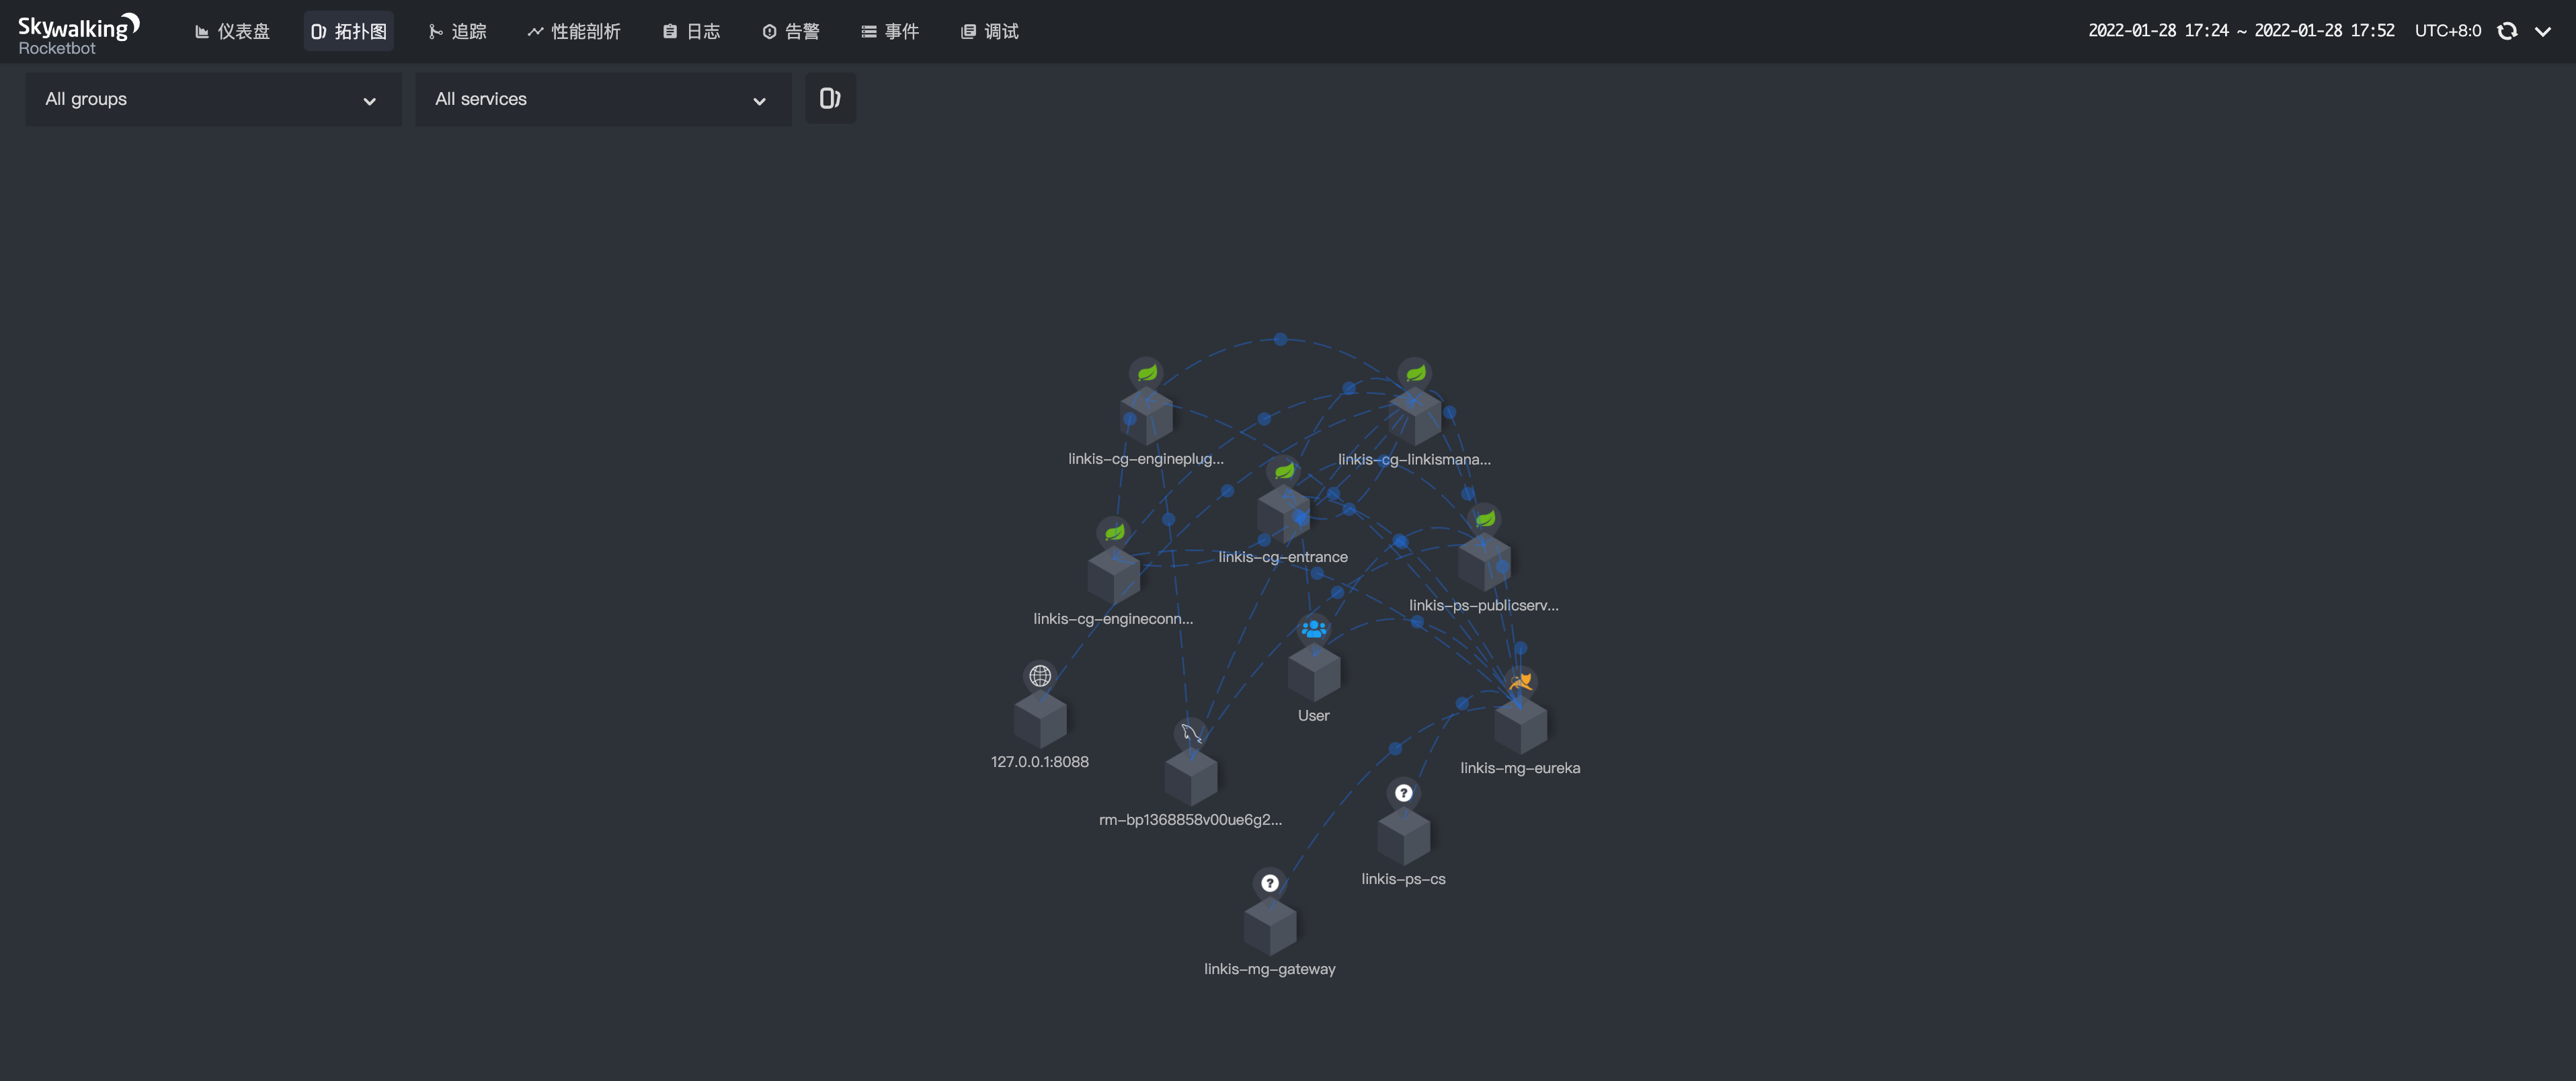 Skywalking
Rocketbot
仪表盘
拓扑图
追踪
性能剖析
日志
告警
事件
调试
2022-01-28 17:24 ~ 2022-01-28 17:52
UTC+8:0
All groups
All services
linkis-cg-engineplug...
linkis-cg-linkismana...
linkis-cg-entrance
linkis-ps-publicserv...
linkis-cg-engineconn...
User
127.0.0.1:8088
linkis-mg-eureka
rm-bp1368858v00ue6g2...
linkis-ps-cs
linkis-mg-gateway